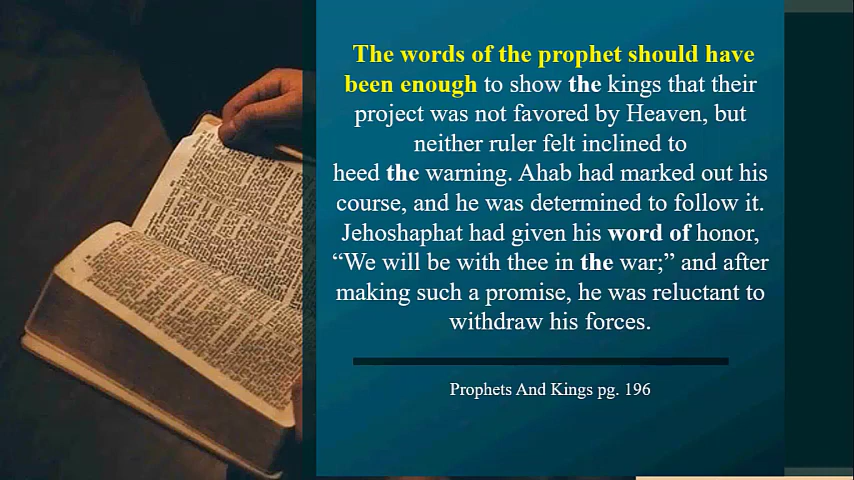 The words of the prophet should have
been enough to show the kings that their
project was not favored by Heaven, but
neither ruler felt inclined to
heed the warning. Ahab had marked out his
course, and he was determined to follow it.
Jehoshaphat had given his word of honor,
“We will be with thee in the war;” and after
making such a promise, he was reluctant to
withdraw his forces.
Prophets And Kings pg. 196